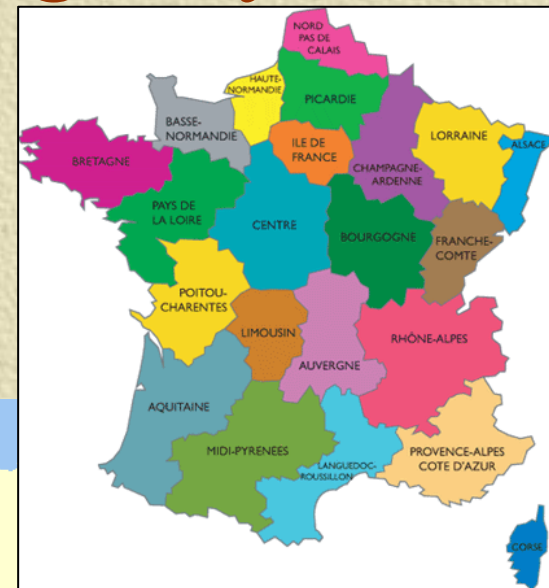 NORD
PAS DE
CALAIS
HAUTE-
NORMANDIE
PICARDIE
BASSE-
NORMANDIE
ILE DE
FRANCE
CHAMPAGNE-
ARDENNE
LORRAINE
ALSACE
BRETAGNE
PAYS DE
LA LOIRE
CENTRE
BOURGOGNE
FRANCHE-
COMTE
POITOU-
CHARENTES
LIMOUSIN
AUVERGNE
RHÔNE-ALPES
AQUITAINE
MIDI-PYRENEES
LANGUEDOC-
ROUSSILLON
PROVENCE-ALPES
COTE D'AZUR
CORSE